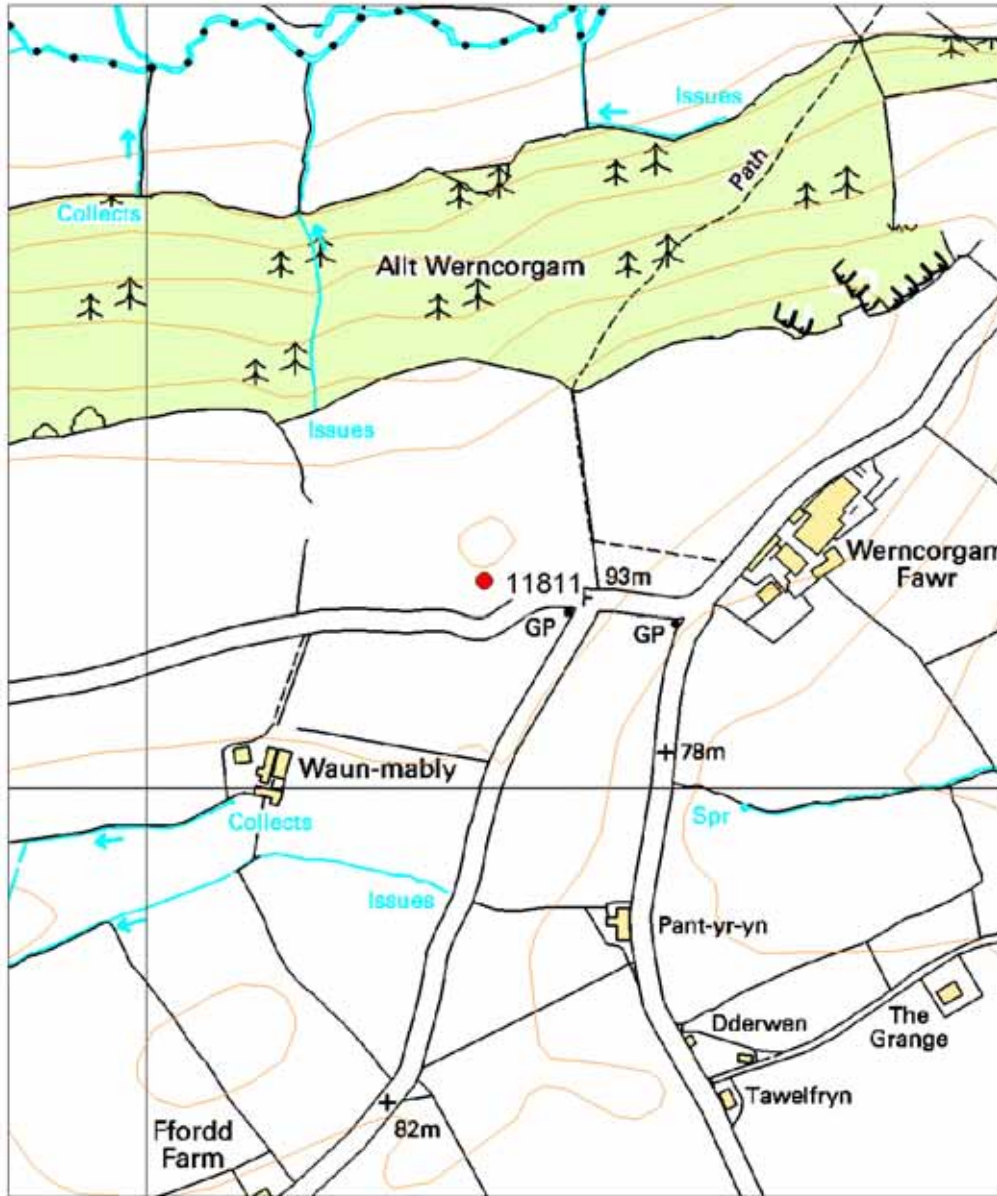 Issues
Path
Collects
Allt Werncorgam
Issues
Werncorgam
Fawr
11811
93m
GP
GP
78m
Waun-mably
Collects
Spr
Issues
Pant-yr-yn
Dderwen
The
Grange
Tawelfryn
82m
Ffordd
Farm